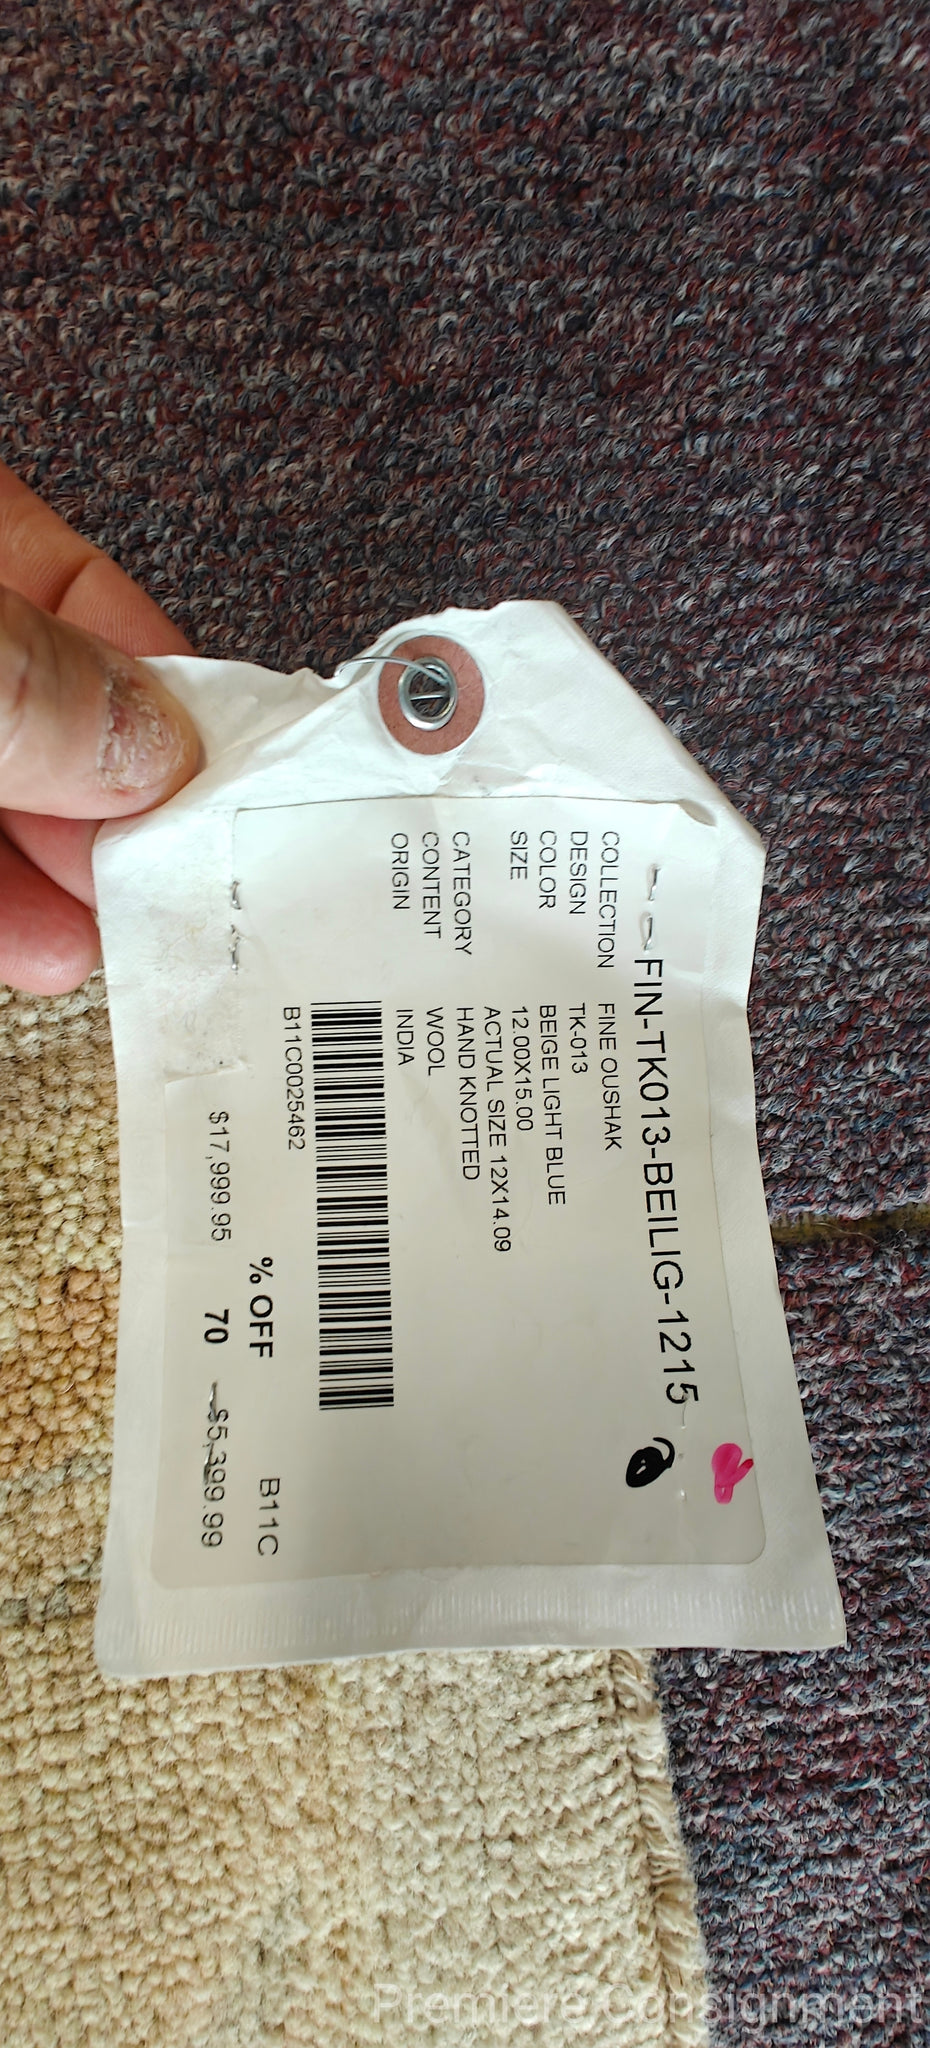 FIN-TK013-BEILIG-1215
COLLECTION FINE OUSHAK
DESIGN TK-013
COLOR BEIGE LIGHT BLUE
SIZE 12.00X15.00
ACTUAL SIZE 12X14.09
CATEGORY HAND KNOTTED
CONTENT WOOL
ORIGIN INDIA
B11C0025462
% OFF B11C
$17,999.95 70 $5,399.99
Premiere Consignment